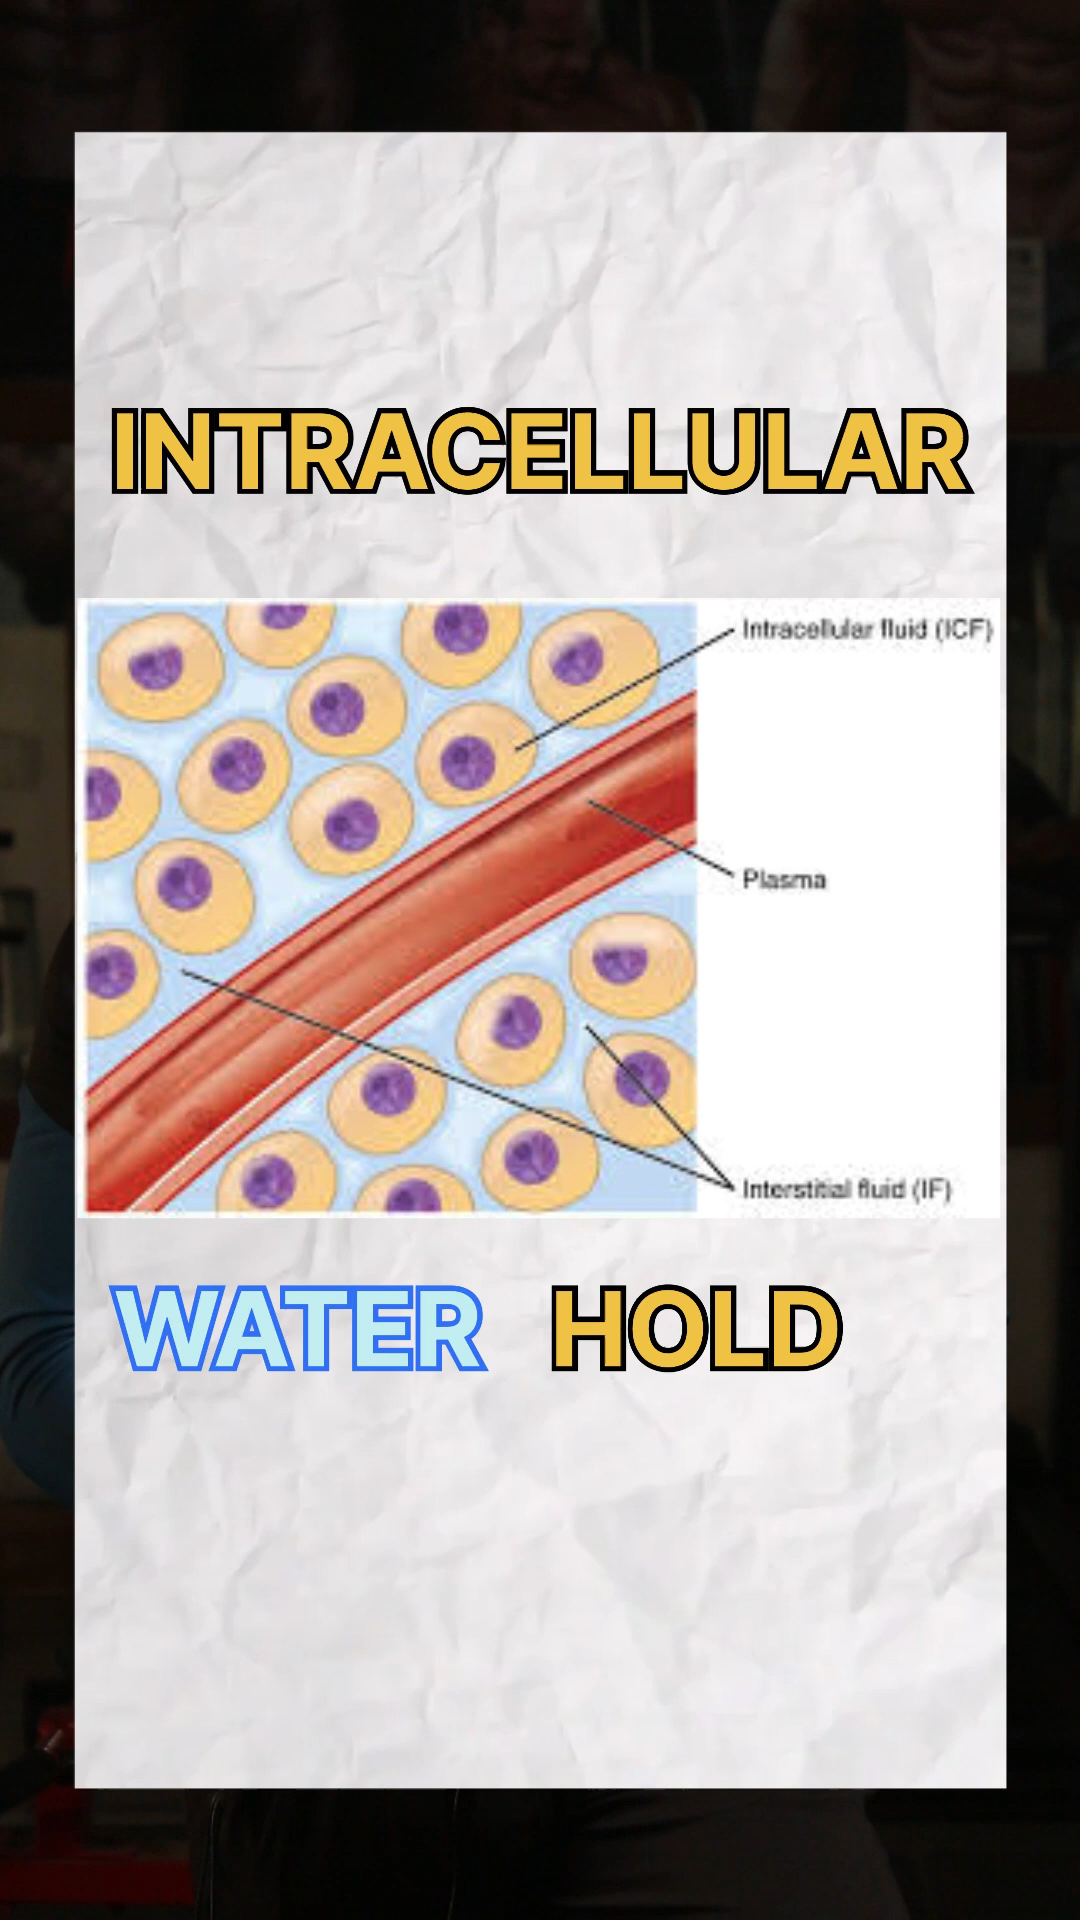 INTRACELLULAR
Intracellular fluid (ICF)
Plasma
Interstitial fluid (IF)
WATER HOLD